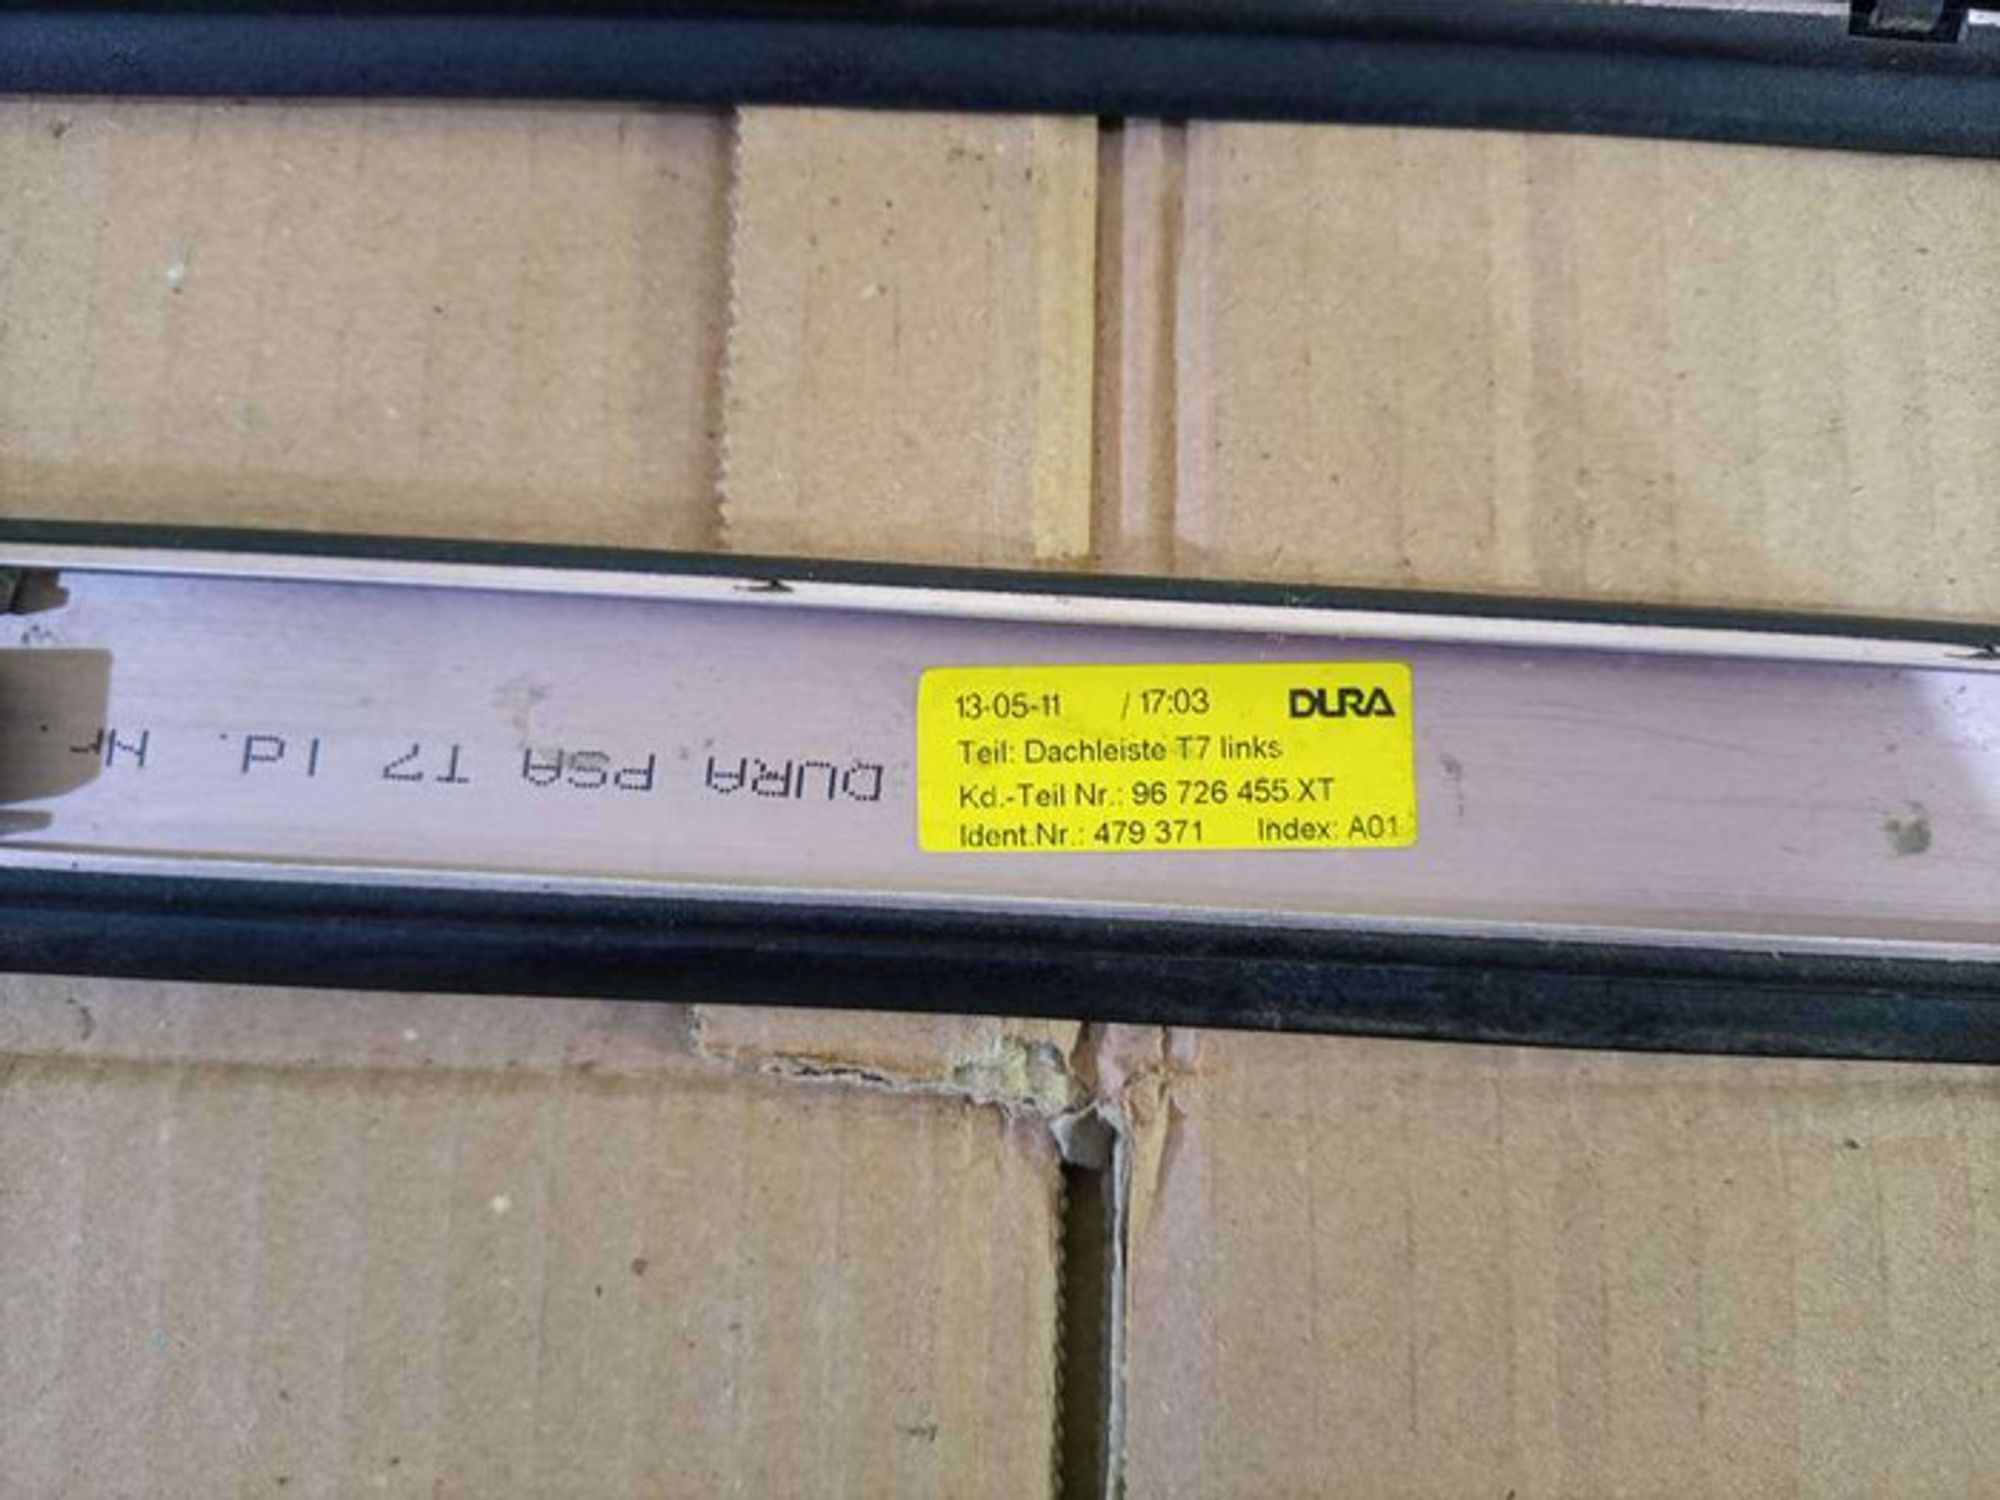 13-05-11 / 17:03 DURA
Teil: Dachleiste T7 links
Kd.-Teil Nr.: 96 726 455 XT
Ident.Nr.: 479 371 Index: A01
DURA PSA T7 Id. Nr